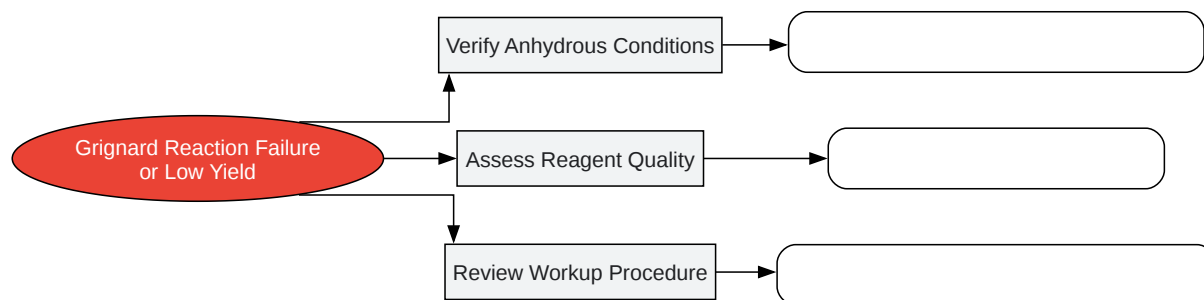 Verify Anhydrous Conditions
Grignard Reaction Failure
or Low Yield
Assess Reagent Quality
Review Workup Procedure